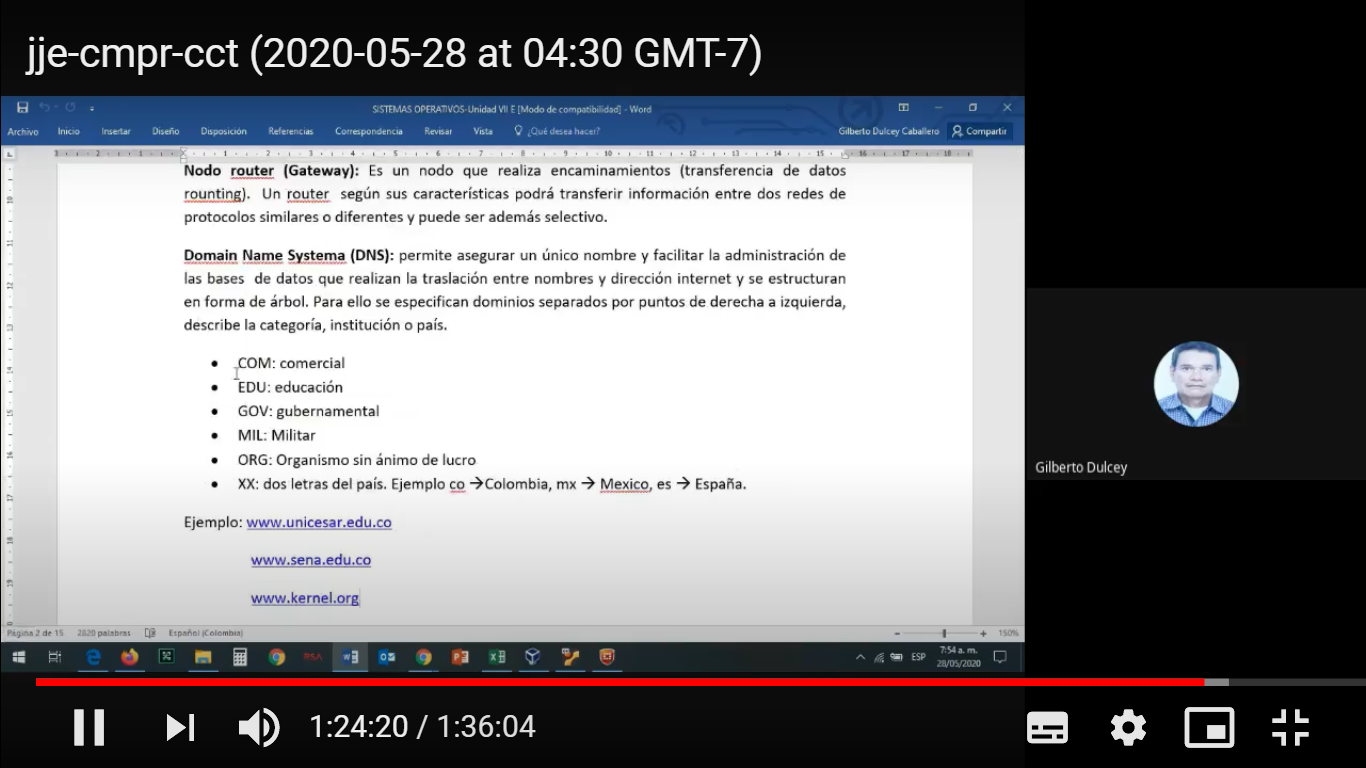 jje-cmpr-cct (2020-05-28 at 04:30 GMT-7)
SISTEMAS OPERATIVOS-Unidad VII E [Modo de compatibilidad] - Word
Archivo Inicio Insertar Diseño Disposición Referencias Correspondencia Revisar Vista ¿Qué desea hacer? Gilberto Dulcey Caballero Compartir
Nodo router (Gateway): Es un nodo que realiza encaminamientos (transferencia de datos
rounting). Un router según sus características podrá transferir información entre dos redes de
protocolos similares o diferentes y puede ser además selectivo.
Domain Name Systema (DNS): permite asegurar un único nombre y facilitar la administración de
las bases de datos que realizan la traslación entre nombres y dirección internet y se estructuran
en forma de árbol. Para ello se especifican dominios separados por puntos de derecha a izquierda,
describe la categoría, institución o país.
• COM: comercial
• EDU: educación
• GOV: gubernamental
• MIL: Militar
• ORG: Organismo sin ánimo de lucro
• XX: dos letras del país. Ejemplo co →Colombia, mx → Mexico, es → España.
Ejemplo: www.unicesar.edu.co
www.sena.edu.co
www.kernel.org
Gilberto Dulcey
Página 2 de 15 2820 palabras Español (Colombia) 150%
ESP 7:54 a. m.
28/05/2020
1:24:20 / 1:36:04